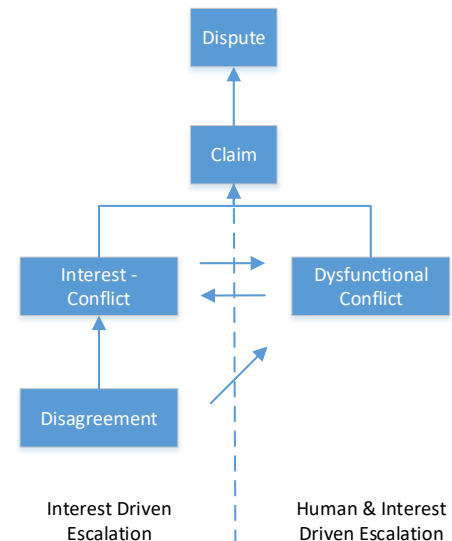 Dispute
Claim
Interest -
Conflict
Dysfunctional
Conflict
Disagreement
Interest Driven
Escalation
Human & Interest
Driven Escalation